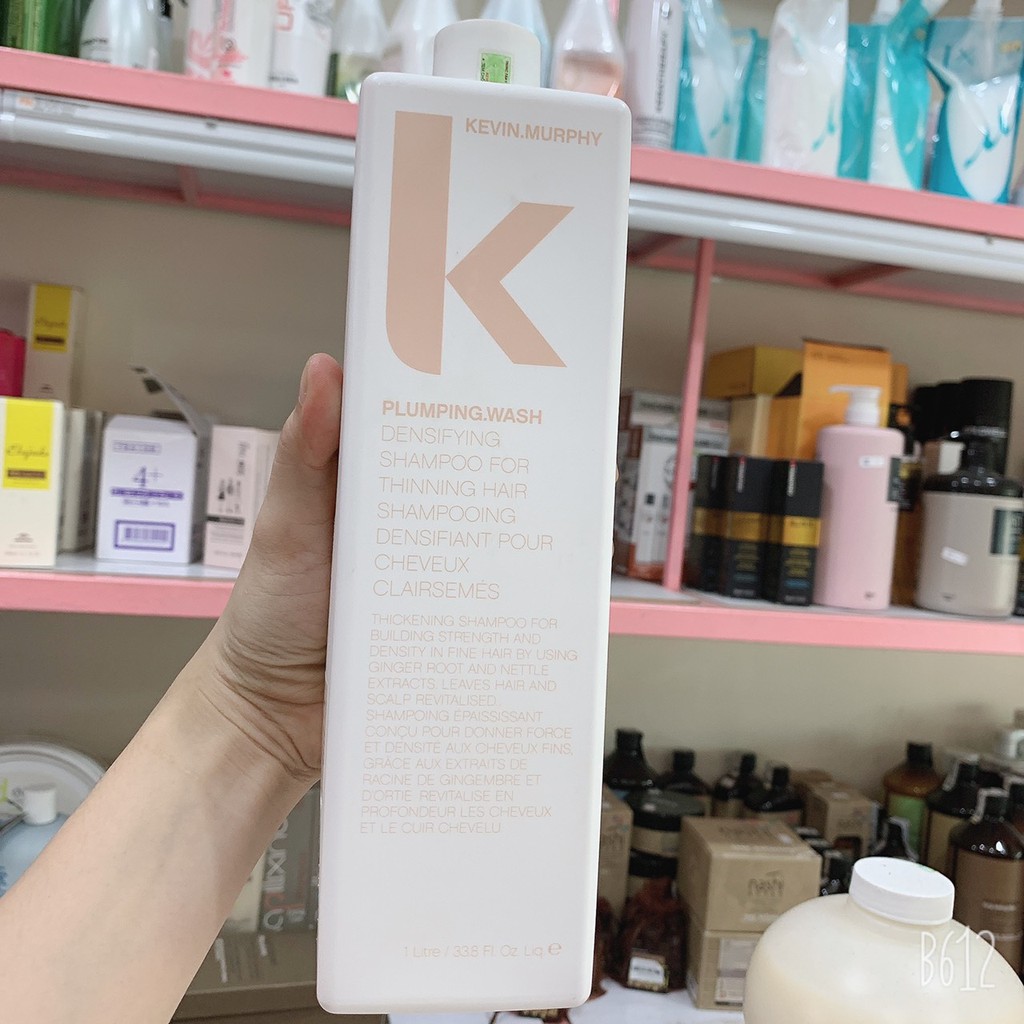 KEVIN.MURPHY
PLUMPING.WASH
DENSIFYING
SHAMPOO FOR
THINNING HAIR
SHAMPOOING
DENSIFIANT POUR
CHEVEUX
CLAIRSEMÉS
THICKENING SHAMPOO FOR
BUILDING STRENGTH AND
DENSITY IN FINE HAIR BY USING
GINGER ROOT AND NETTLE
EXTRACTS. LEAVES HAIR AND
SCALP REVITALISED.
SHAMPOING ÉPAISSISSANT
CONÇU POUR DONNER FORCE
ET DENSITE AUX CHEVEUX FINS,
GRÂCE AUX EXTRAITS DE
RACINE DE GINGEMBRE ET
D'ORTIE. REVITALISE EN
PROFONDEUR LES CHEVEUX
ET LE CUIR CHEVELU
1 Litre / 33.8 Fl. Oz. Liq. e
4+
B612